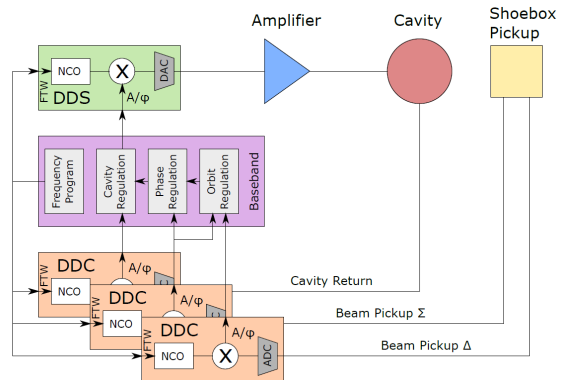 Amplifier
Cavity
Shoebox
Pickup
NCO
X
DAC
FTW
DDS
A/φ
Frequency
Program
Cavity
Regulation
Phase
Regulation
Orbit
Regulation
Baseband
DDC
FTW
NCO
A/φ
C
Cavity Return
DDC
FTW
NCO
A/φ
C
Beam Pickup Σ
DDC
FTW
NCO
X
A/φ
ADC
Beam Pickup Δ